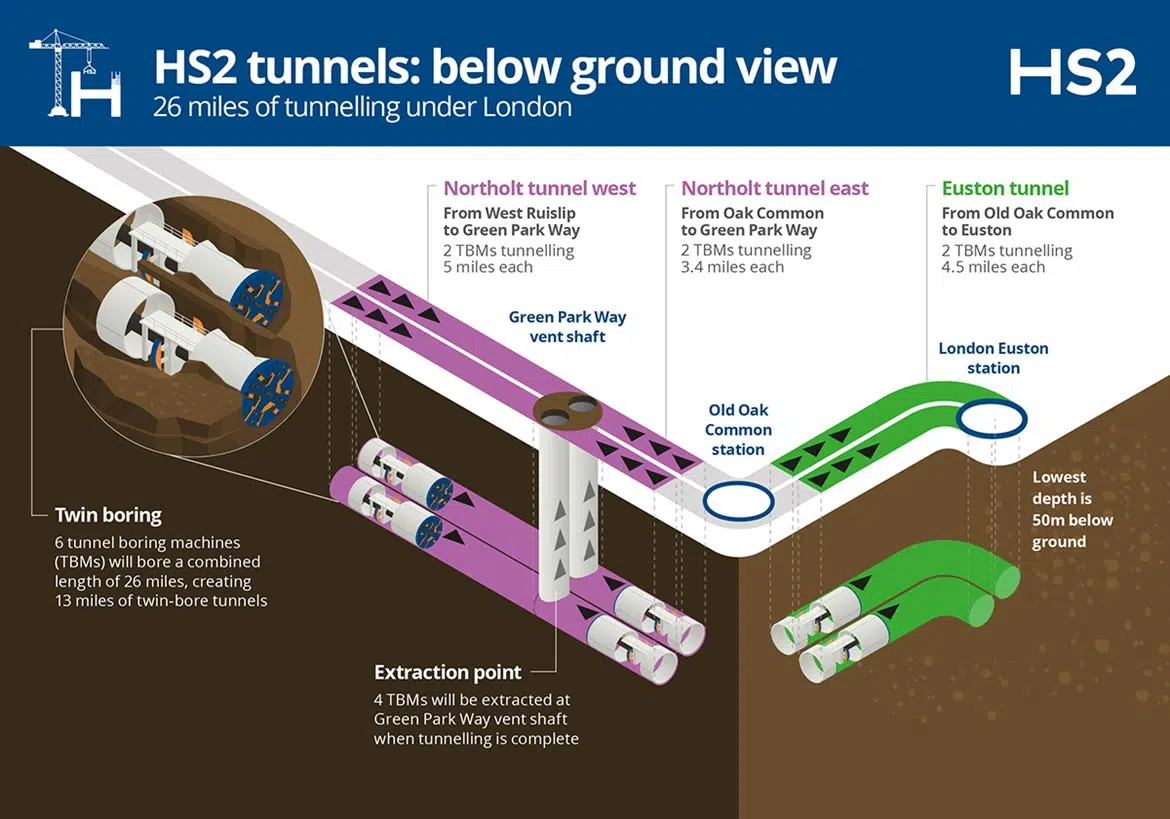 HS2 tunnels: below ground view
26 miles of tunnelling under London
HS2
HS2
Northolt tunnel west
From West Ruislip
to Green Park Way
2 TBMs tunnelling
5 miles each
Northolt tunnel east
From Oak Common
to Green Park Way
2 TBMs tunnelling
3.4 miles each
Euston tunnel
From Old Oak Common
to Euston
2 TBMs tunnelling
4.5 miles each
Green Park Way
vent shaft
London Euston
station
Old Oak
Common
station
Lowest
depth is
50m below
ground
Twin boring
6 tunnel boring machines
(TBMs) will bore a combined
length of 26 miles, creating
13 miles of twin-bore tunnels
Extraction point
4 TBMs will be extracted at
Green Park Way vent shaft
when tunnelling is complete